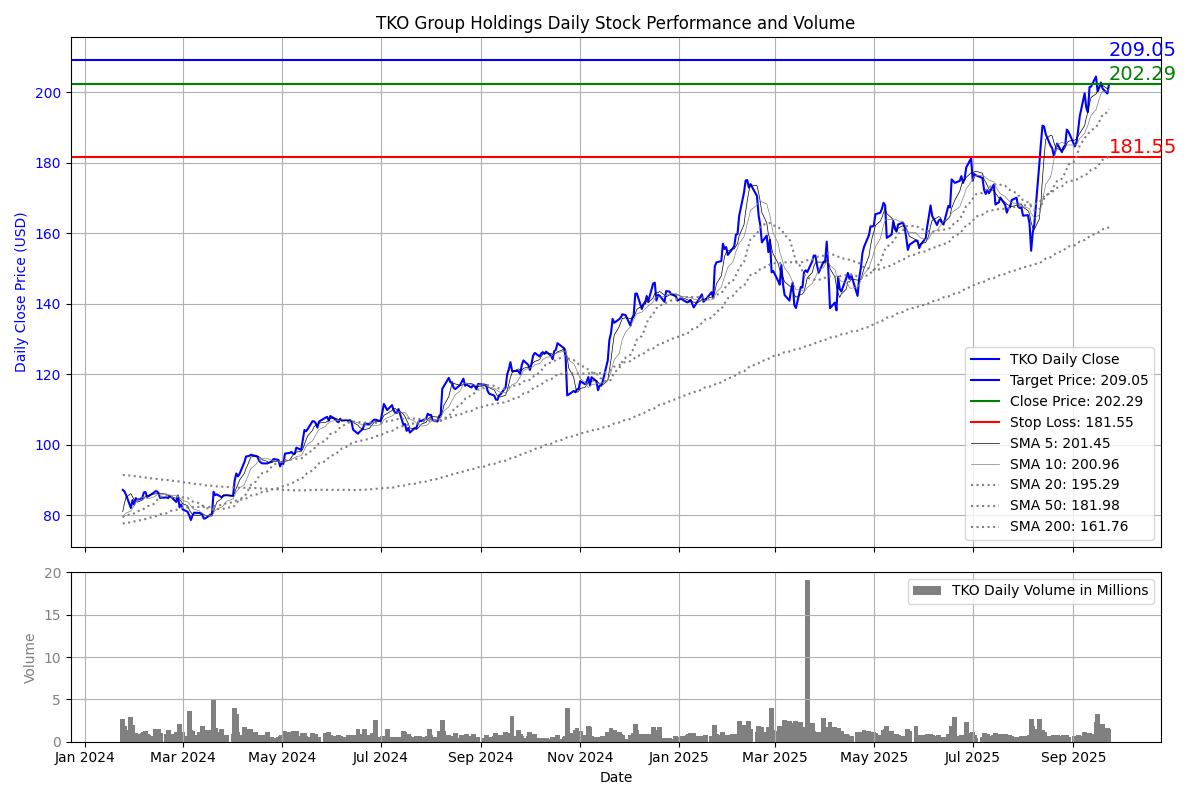 TKO Group Holdings Daily Stock Performance and Volume
209.05
202.29
181.55
Daily Close Price (USD)
200
180
160
140
120
100
80
TKO Daily Close
Target Price: 209.05
Close Price: 202.29
Stop Loss: 181.55
SMA 5: 201.45
SMA 10: 200.96
SMA 20: 195.29
SMA 50: 181.98
SMA 200: 161.76
Volume
20
15
10
5
0
TKO Daily Volume in Millions
Jan 2024 Mar 2024 May 2024 Jul 2024 Sep 2024 Nov 2024 Jan 2025 Mar 2025 May 2025 Jul 2025 Sep 2025
Date